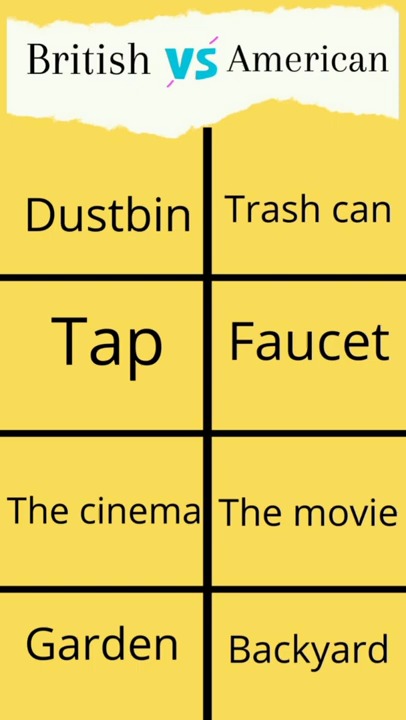 British vs American
Dustbin Trash can
Tap Faucet
The cinema The movie
Garden Backyard